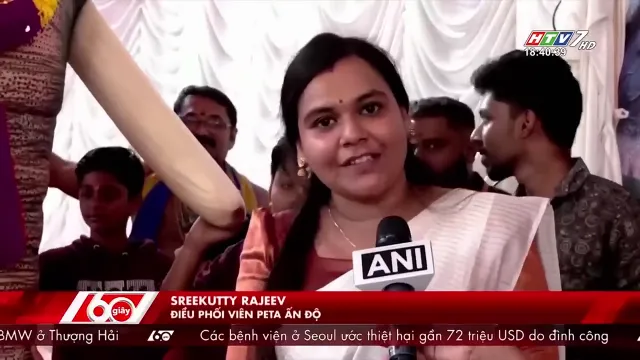 HTV7 HD
18:40:39
ANI
60 giây
SREEKUTTY RAJEEV
ĐIỀU PHỐI VIÊN PETA ẤN ĐỘ
BMW ở Thượng Hải 60 Các bệnh viện ở Seoul ước thiệt hại gần 72 triệu USD do đình công